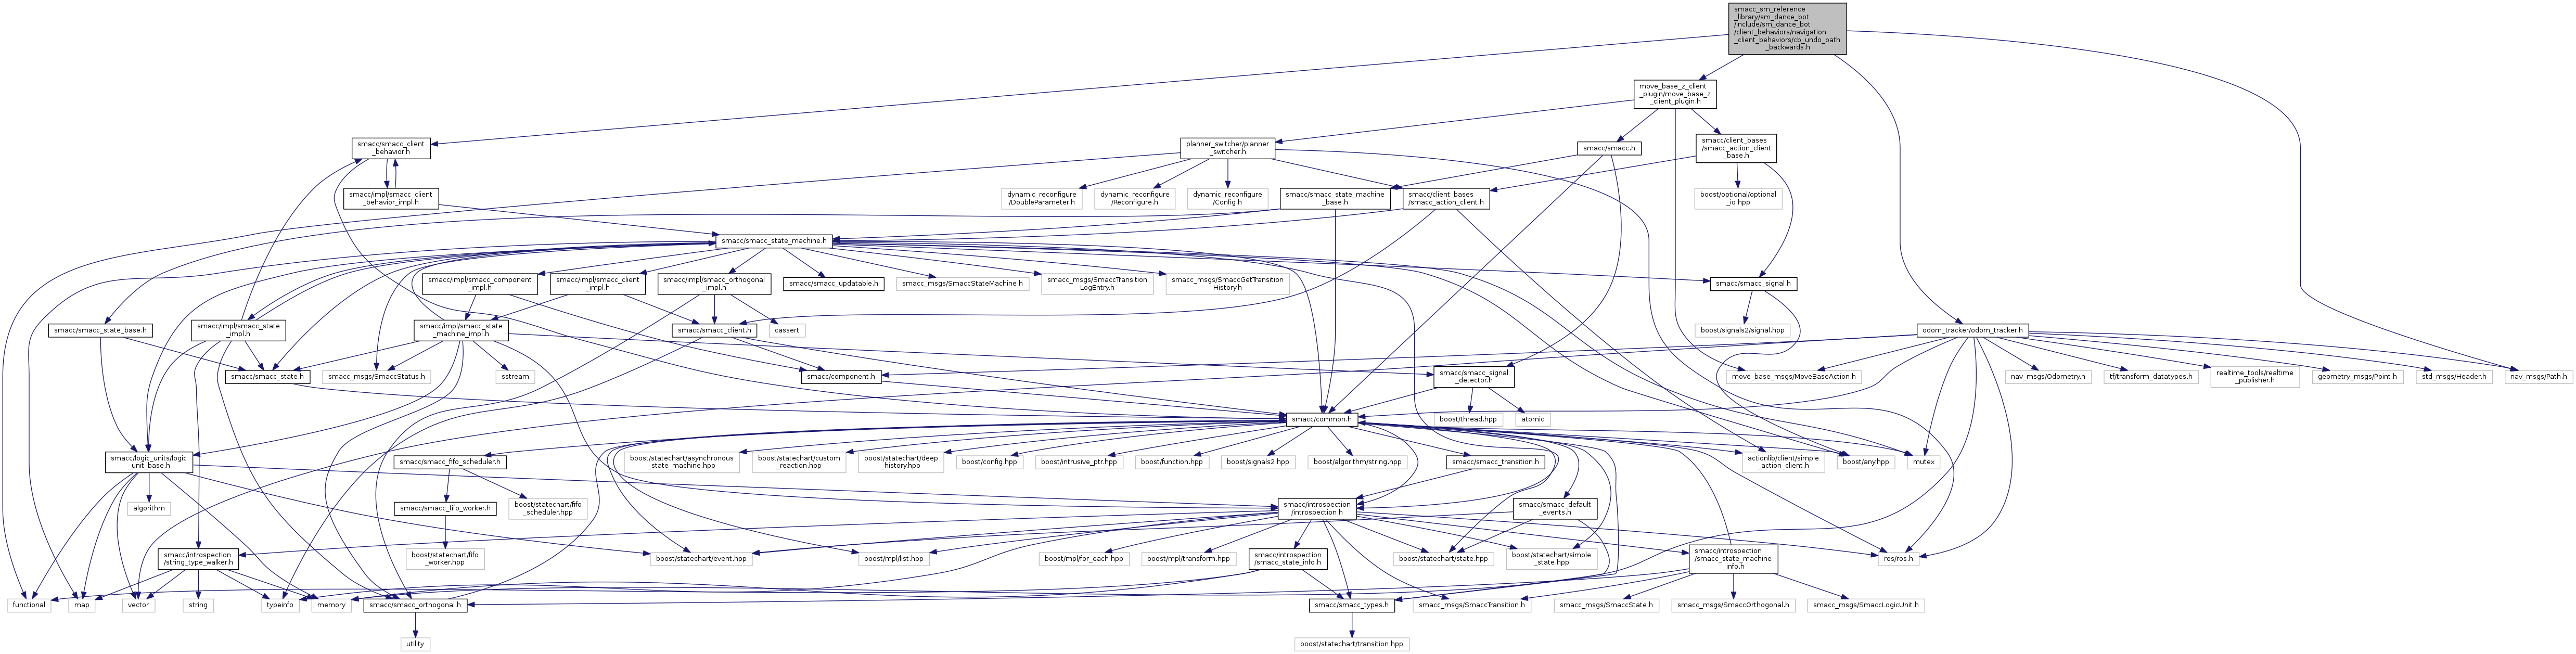 smacc_sm_reference
_library/sm_dance_bot
/include/sm_dance_bot
/client_behaviors/navigation
_client_behaviors/cb_undo_path
_backwards.h
move_base_z_client
_plugin/move_base_z
_client_plugin.h
smacc/smacc_client
_behavior.h
planner_switcher/planner
_switcher.h
smacc/smacc.h
smacc/client_bases
/smacc_action_client
_base.h
smacc/impl/smacc_client
_behavior_impl.h
dynamic_reconfigure
/DoubleParameter.h
dynamic_reconfigure
/Reconfigure.h
dynamic_reconfigure
/Config.h
smacc/smacc_state_machine
_base.h
smacc/client_bases
/smacc_action_client.h
boost/optional/optional
_io.hpp
smacc/smacc_state_machine.h
smacc/impl/smacc_component
_impl.h
smacc/impl/smacc_client
_impl.h
smacc/impl/smacc_orthogonal
_impl.h
smacc/smacc_updatable.h
smacc_msgs/SmaccStateMachine.h
smacc_msgs/SmaccTransition
LogEntry.h
smacc_msgs/SmaccGetTransition
History.h
smacc/smacc_signal.h
smacc/smacc_state_base.h
smacc/impl/smacc_state
_impl.h
smacc/impl/smacc_state
_machine_impl.h
smacc/smacc_client.h
cassert
boost/signals2/signal.hpp
odom_tracker/odom_tracker.h
smacc/smacc_state.h
smacc_msgs/SmaccStatus.h
sstream
smacc/component.h
smacc/smacc_signal
_detector.h
move_base_msgs/MoveBaseAction.h
nav_msgs/Odometry.h
tf/transform_datatypes.h
realtime_tools/realtime
_publisher.h
geometry_msgs/Point.h
std_msgs/Header.h
nav_msgs/Path.h
smacc/common.h
boost/thread.hpp
atomic
smacc/logic_units/logic
_unit_base.h
smacc/smacc_fifo_scheduler.h
boost/statechart/asynchronous
_state_machine.hpp
boost/statechart/custom
_reaction.hpp
boost/statechart/deep
_history.hpp
boost/config.hpp
boost/intrusive_ptr.hpp
boost/function.hpp
boost/signals2.hpp
boost/algorithm/string.hpp
smacc/smacc_transition.h
actionlib/client/simple
_action_client.h
boost/any.hpp
mutex
algorithm
smacc/smacc_fifo_worker.h
boost/statechart/fifo
_scheduler.hpp
smacc/introspection
/introspection.h
smacc/smacc_default
_events.h
smacc/introspection
/string_type_walker.h
boost/statechart/fifo
_worker.hpp
boost/statechart/event.hpp
boost/mpl/list.hpp
boost/mpl/for_each.hpp
boost/mpl/transform.hpp
smacc/introspection
/smacc_state_info.h
boost/statechart/state.hpp
boost/statechart/simple
_state.hpp
smacc/introspection
/smacc_state_machine
_info.h
ros/ros.h
functional
map
vector
string
typeinfo
memory
smacc/smacc_orthogonal.h
smacc/smacc_types.h
smacc_msgs/SmaccTransition.h
smacc_msgs/SmaccState.h
smacc_msgs/SmaccOrthogonal.h
smacc_msgs/SmaccLogicUnit.h
utility
boost/statechart/transition.hpp